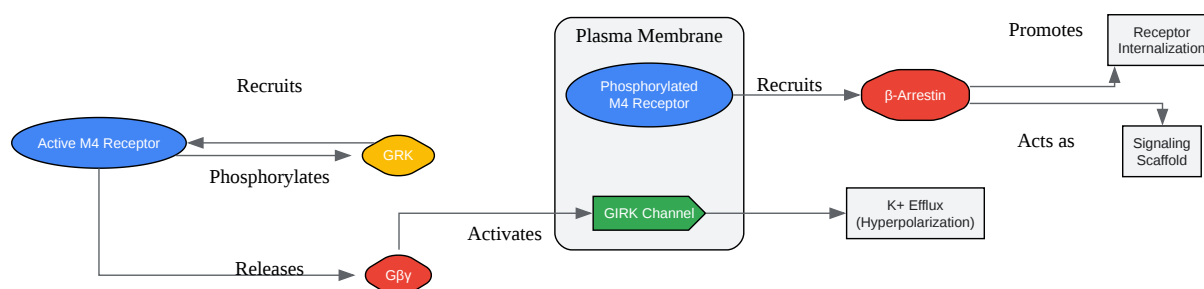 Plasma Membrane
Promotes
Receptor
Internalization
Recruits
Phosphorylated
M4 Receptor
Recruits
β-Arrestin
Active M4 Receptor
GRK
Acts as
Signaling
Scaffold
Phosphorylates
GIRK Channel
K+ Efflux
(Hyperpolarization)
Activates
Releases
Gβγ